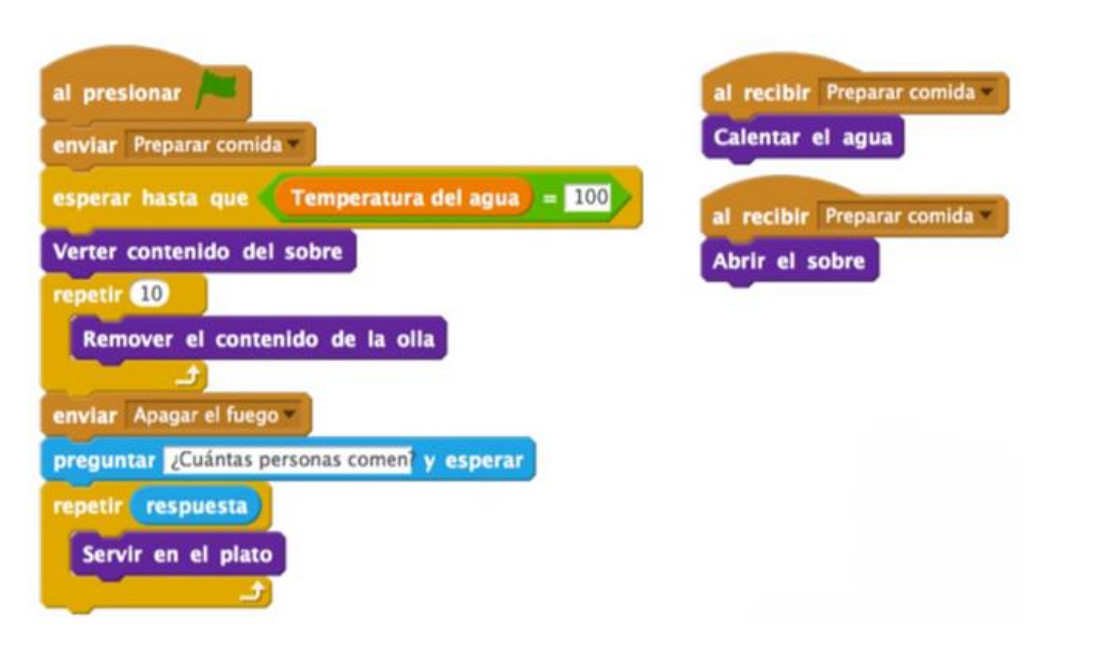 al presionar
enviar Preparar comida
esperar hasta que Temperatura del agua = 100
Verter contenido del sobre
repetir 10
Remover el contenido de la olla
enviar Apagar el fuego
preguntar ¿Cuántas personas comen? y esperar
repetir respuesta
Servir en el plato
al recibir Preparar comida
Calentar el agua
al recibir Preparar comida
Abrir el sobre